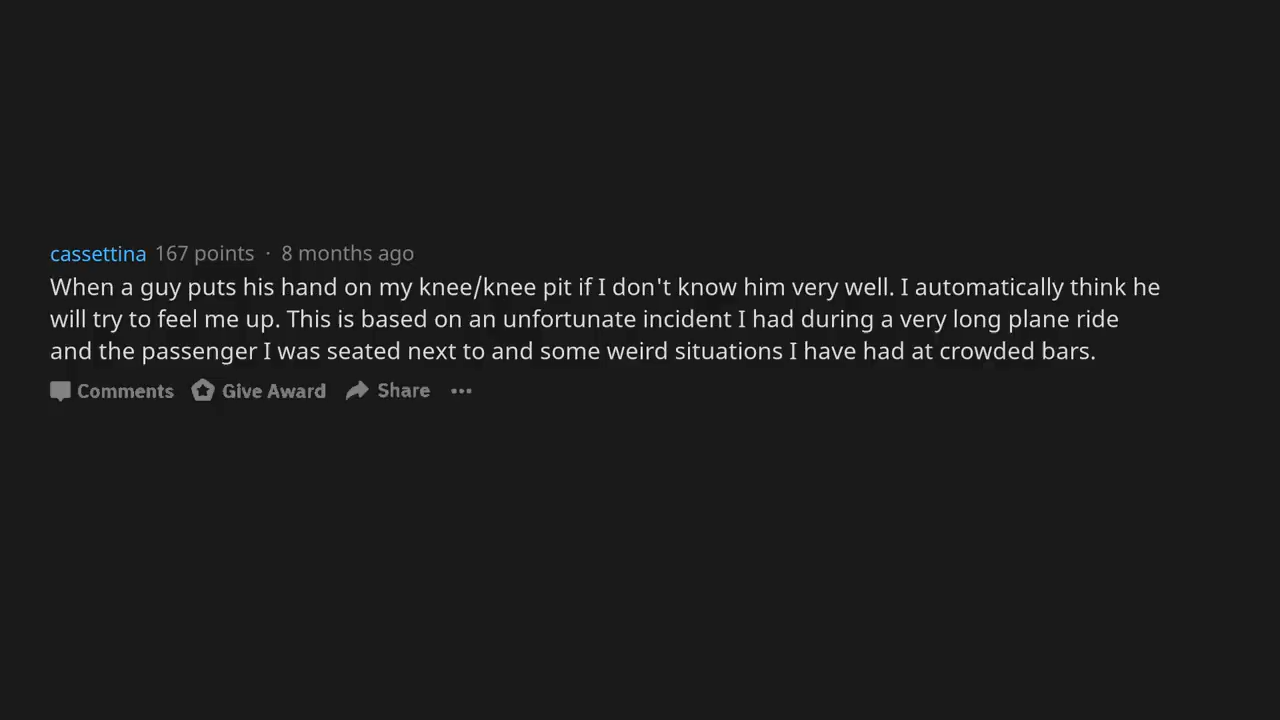 cassettina 167 points · 8 months ago
When a guy puts his hand on my knee/knee pit if I don't know him very well. I automatically think he
will try to feel me up. This is based on an unfortunate incident I had during a very long plane ride
and the passenger I was seated next to and some weird situations I have had at crowded bars.
Comments Give Award Share ...